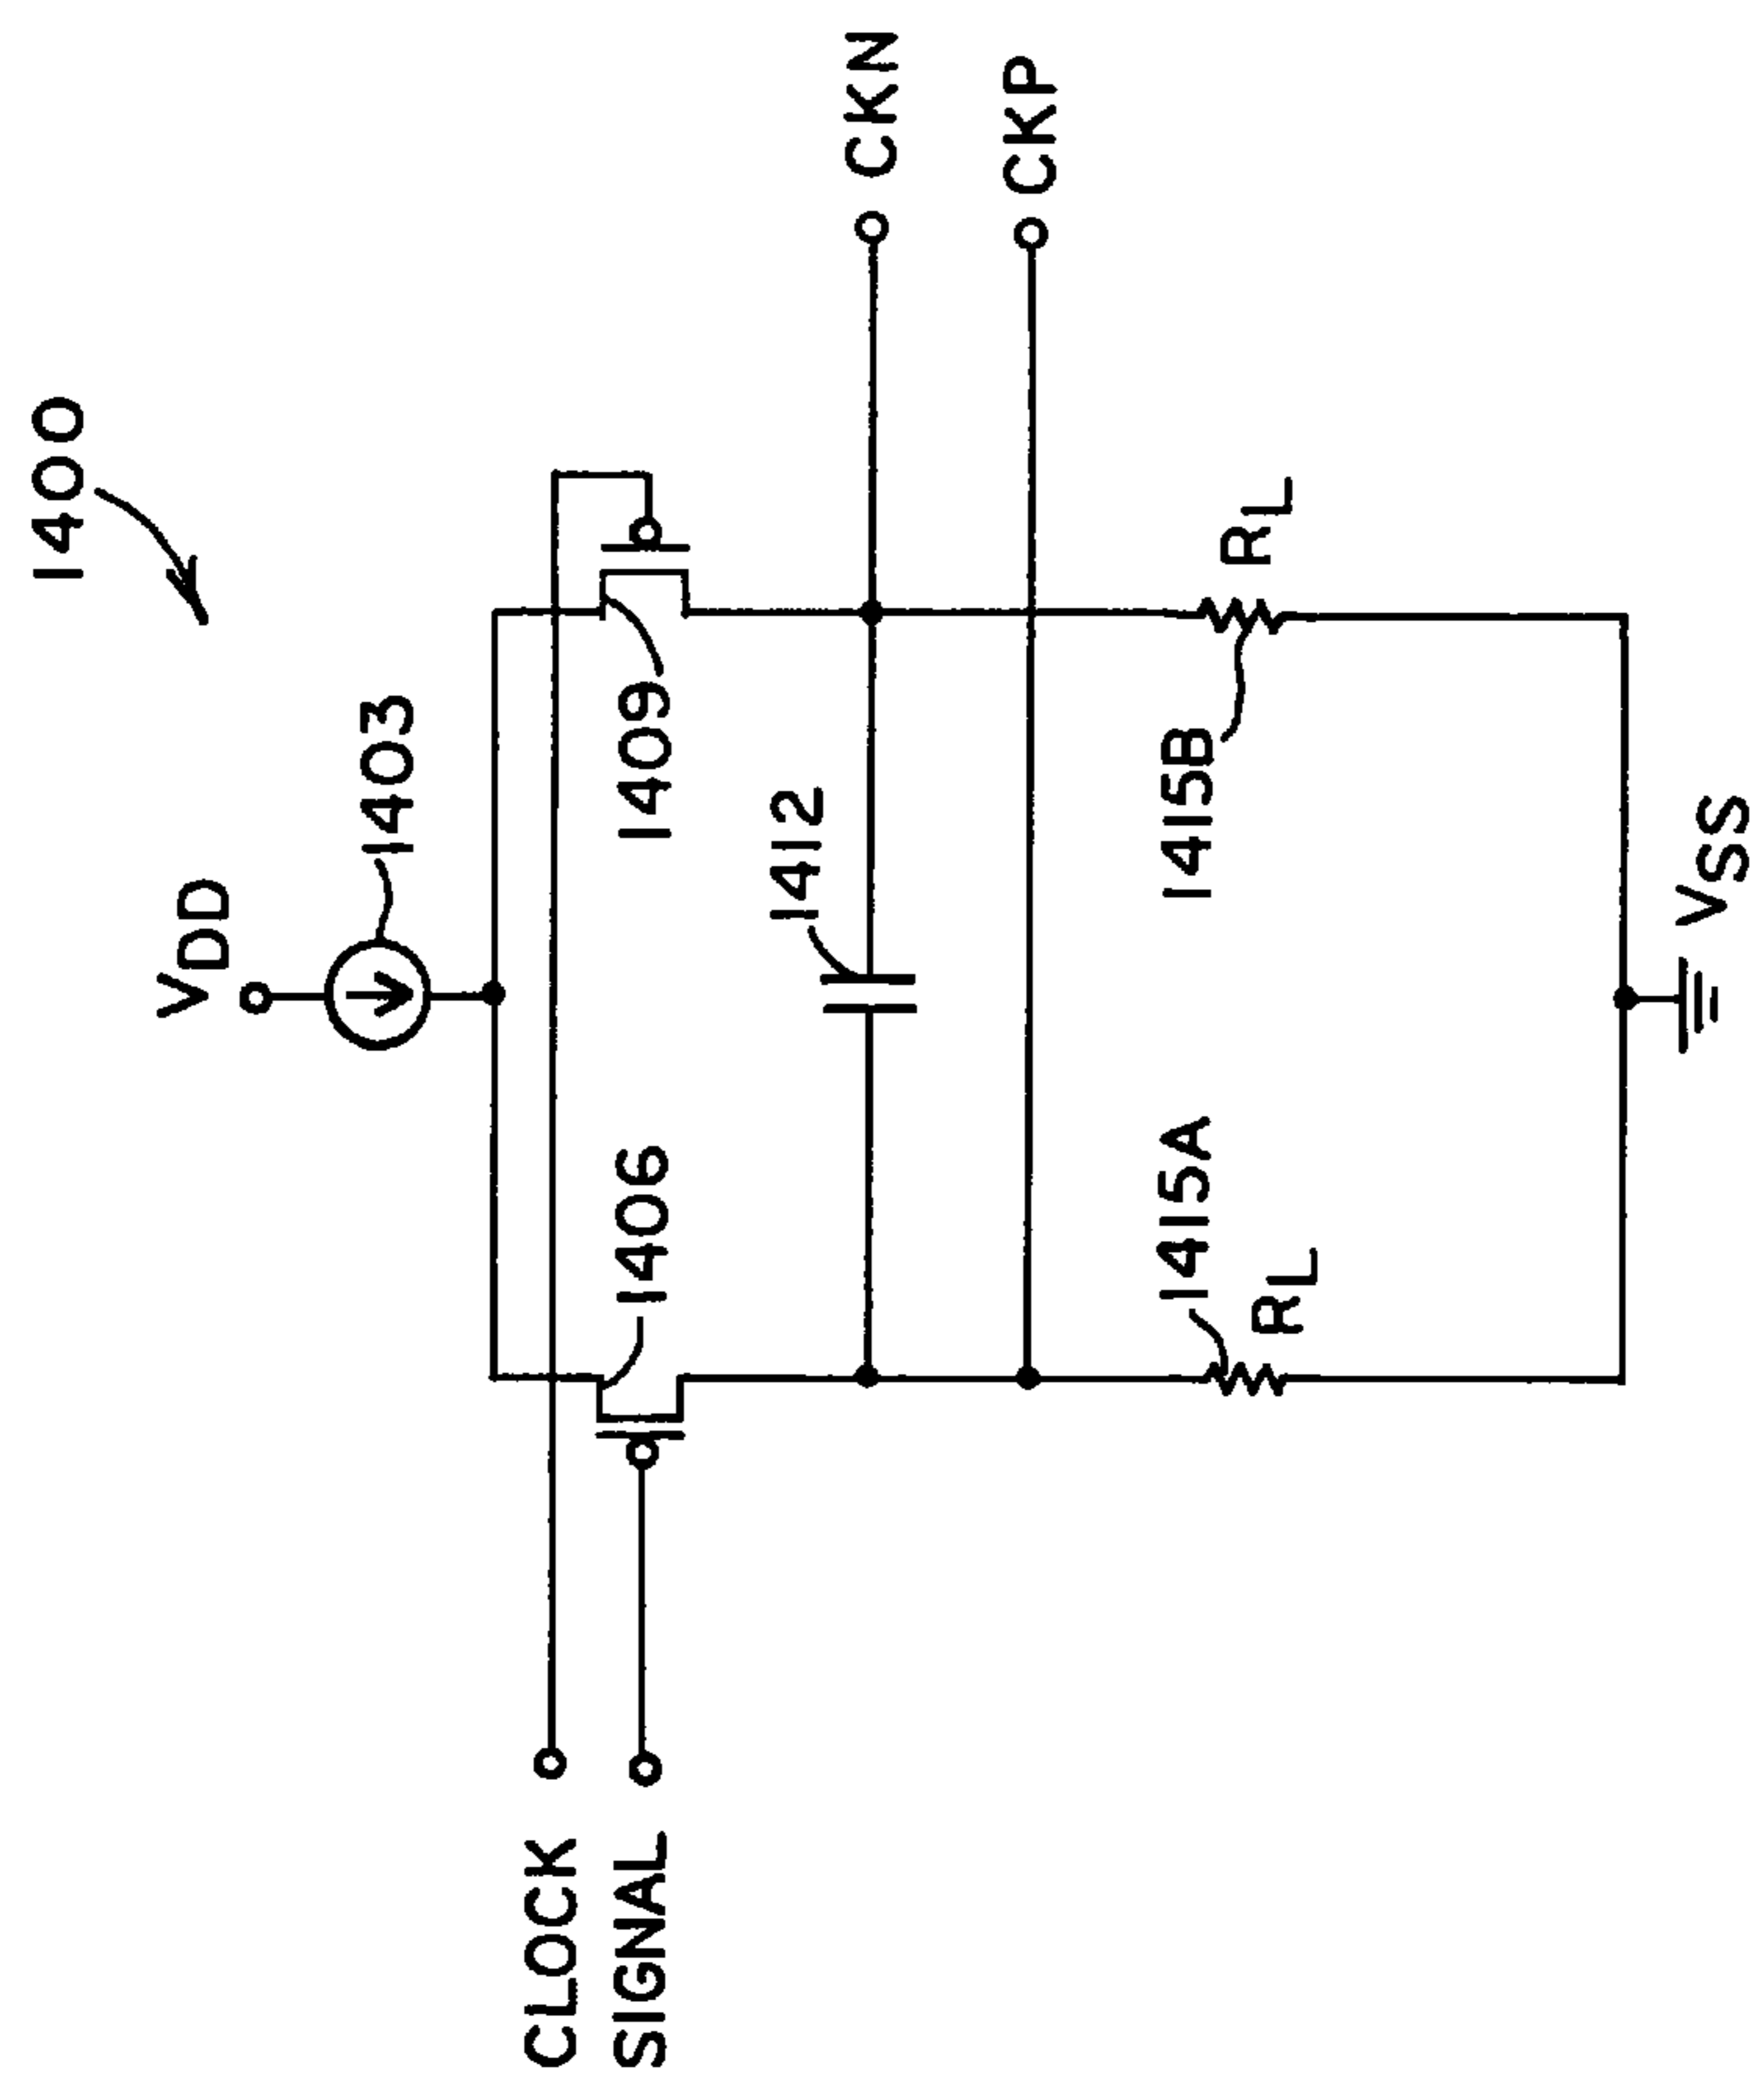 1400
VDD
1403
CLOCK
SIGNAL
1406
1409
1412
CKN
CKP
1415A
RL
1415B
RL
VSS